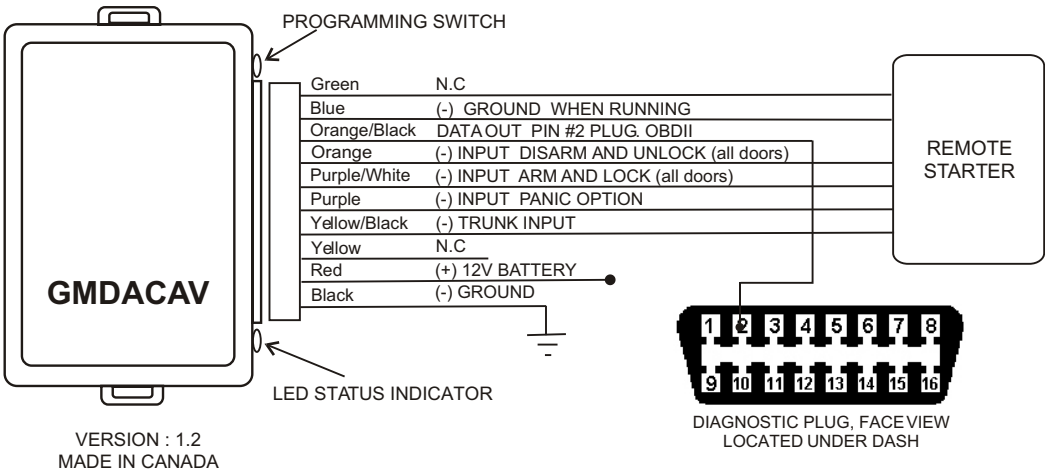 PROGRAMMING SWITCH
Green N.C
Blue (-) GROUND WHEN RUNNING
Orange/Black DATA OUT PIN #2 PLUG. OBDII
Orange (-) INPUT DISARM AND UNLOCK (all doors)
Purple/White (-) INPUT ARM AND LOCK (all doors)
Purple (-) INPUT PANIC OPTION
Yellow/Black (-) TRUNK INPUT
Yellow N.C
Red (+) 12V BATTERY
Black (-) GROUND
REMOTE
STARTER
GMDACAV
LED STATUS INDICATOR
VERSION : 1.2
MADE IN CANADA
1 2 3 4 5 6 7 8
9 10 11 12 13 14 15 16
DIAGNOSTIC PLUG, FACE VIEW
LOCATED UNDER DASH